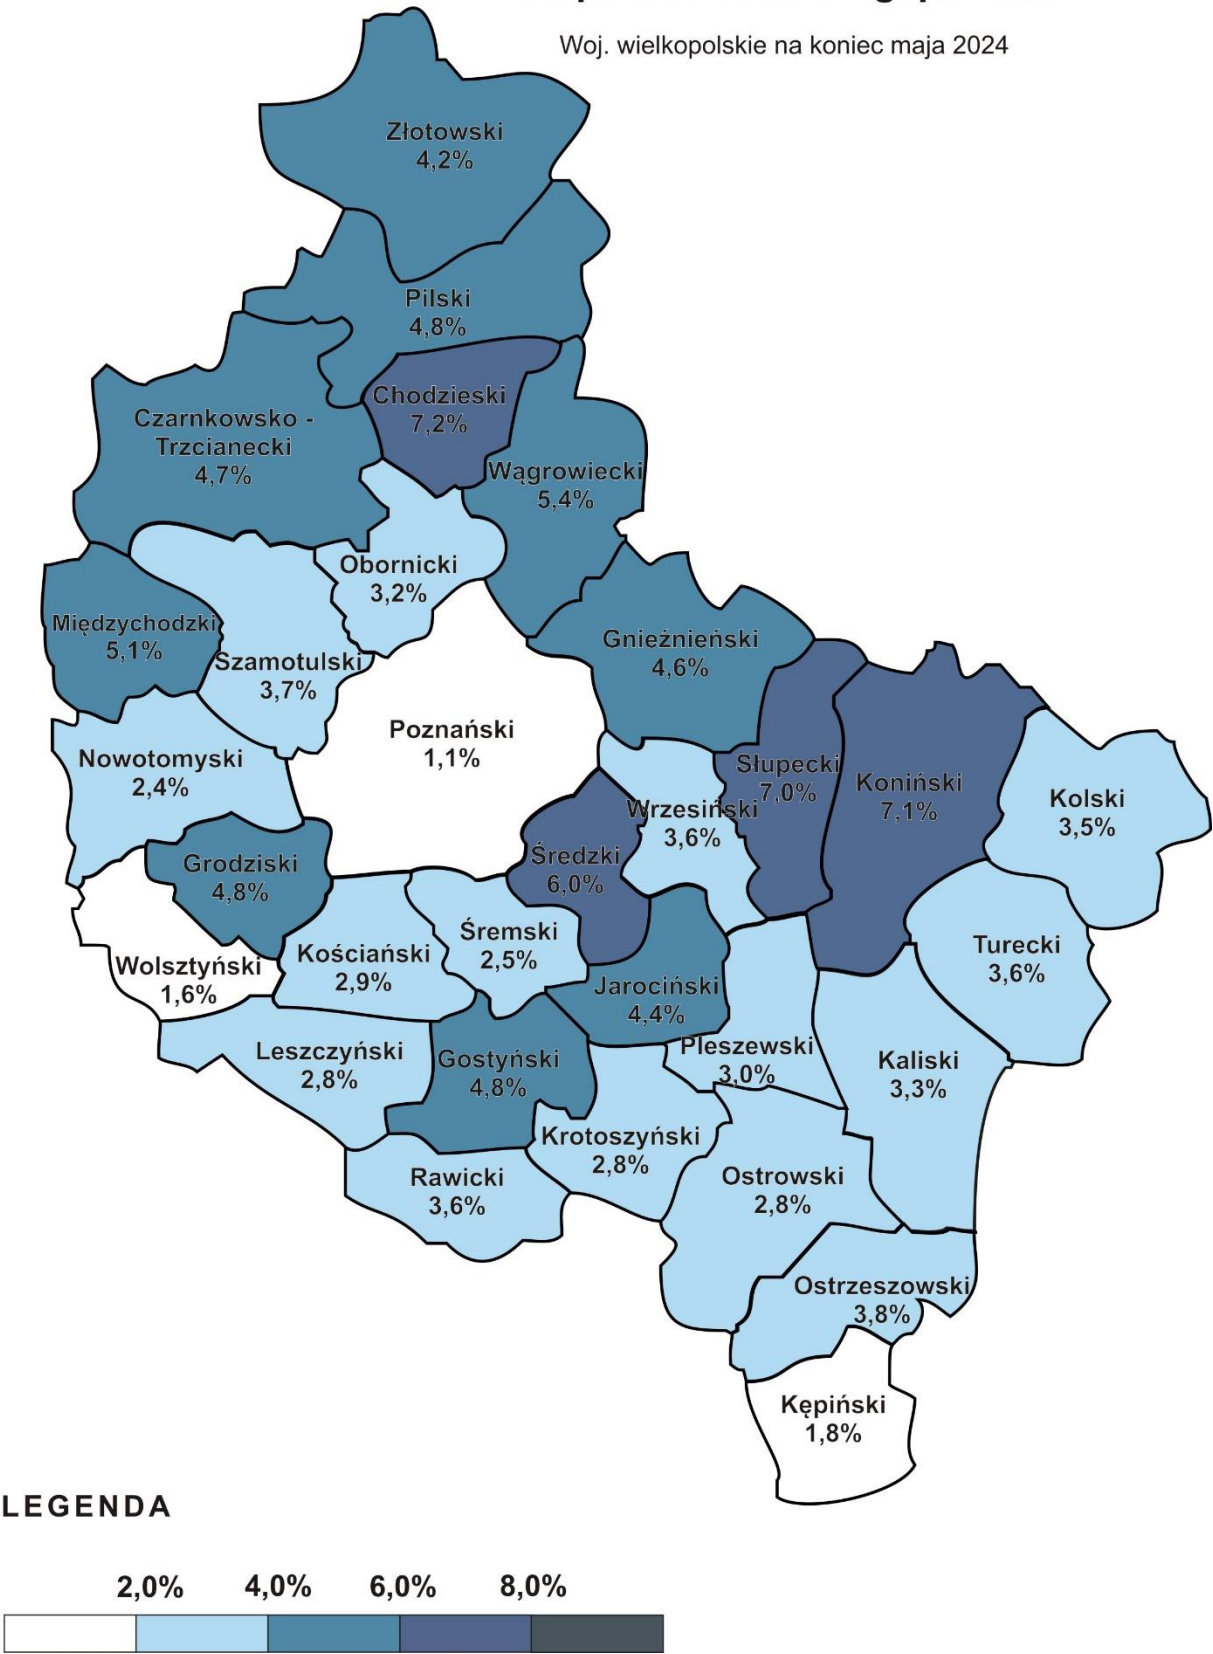 Woj. wielkopolskie na koniec maja 2024
Złotowski
4,2%
Pilski
4,8%
Chodzieski
7,2%
Czarnkowsko -
Trzcianecki
4,7%
Wągrowiecki
5,4%
Obornicki
3,2%
Międzychodzki
5,1%
Szamotulski
3,7%
Gnieźnieński
4,6%
Poznański
1,1%
Nowotomyski
2,4%
Słupecki
7,0%
Koniński
7,1%
Kolski
3,5%
Wrzesiński
3,6%
Średzki
6,0%
Grodziski
4,8%
Śremski
2,5%
Kościański
2,9%
Turecki
3,6%
Wolsztyński
1,6%
Jarociński
4,4%
Leszczyński
2,8%
Gostyński
4,8%
Pleszewski
3,0%
Kaliski
3,3%
Krotoszyński
2,8%
Rawicki
3,6%
Ostrowski
2,8%
Ostrzeszowski
3,8%
Kępiński
1,8%
LEGENDA
2,0% 4,0% 6,0% 8,0%